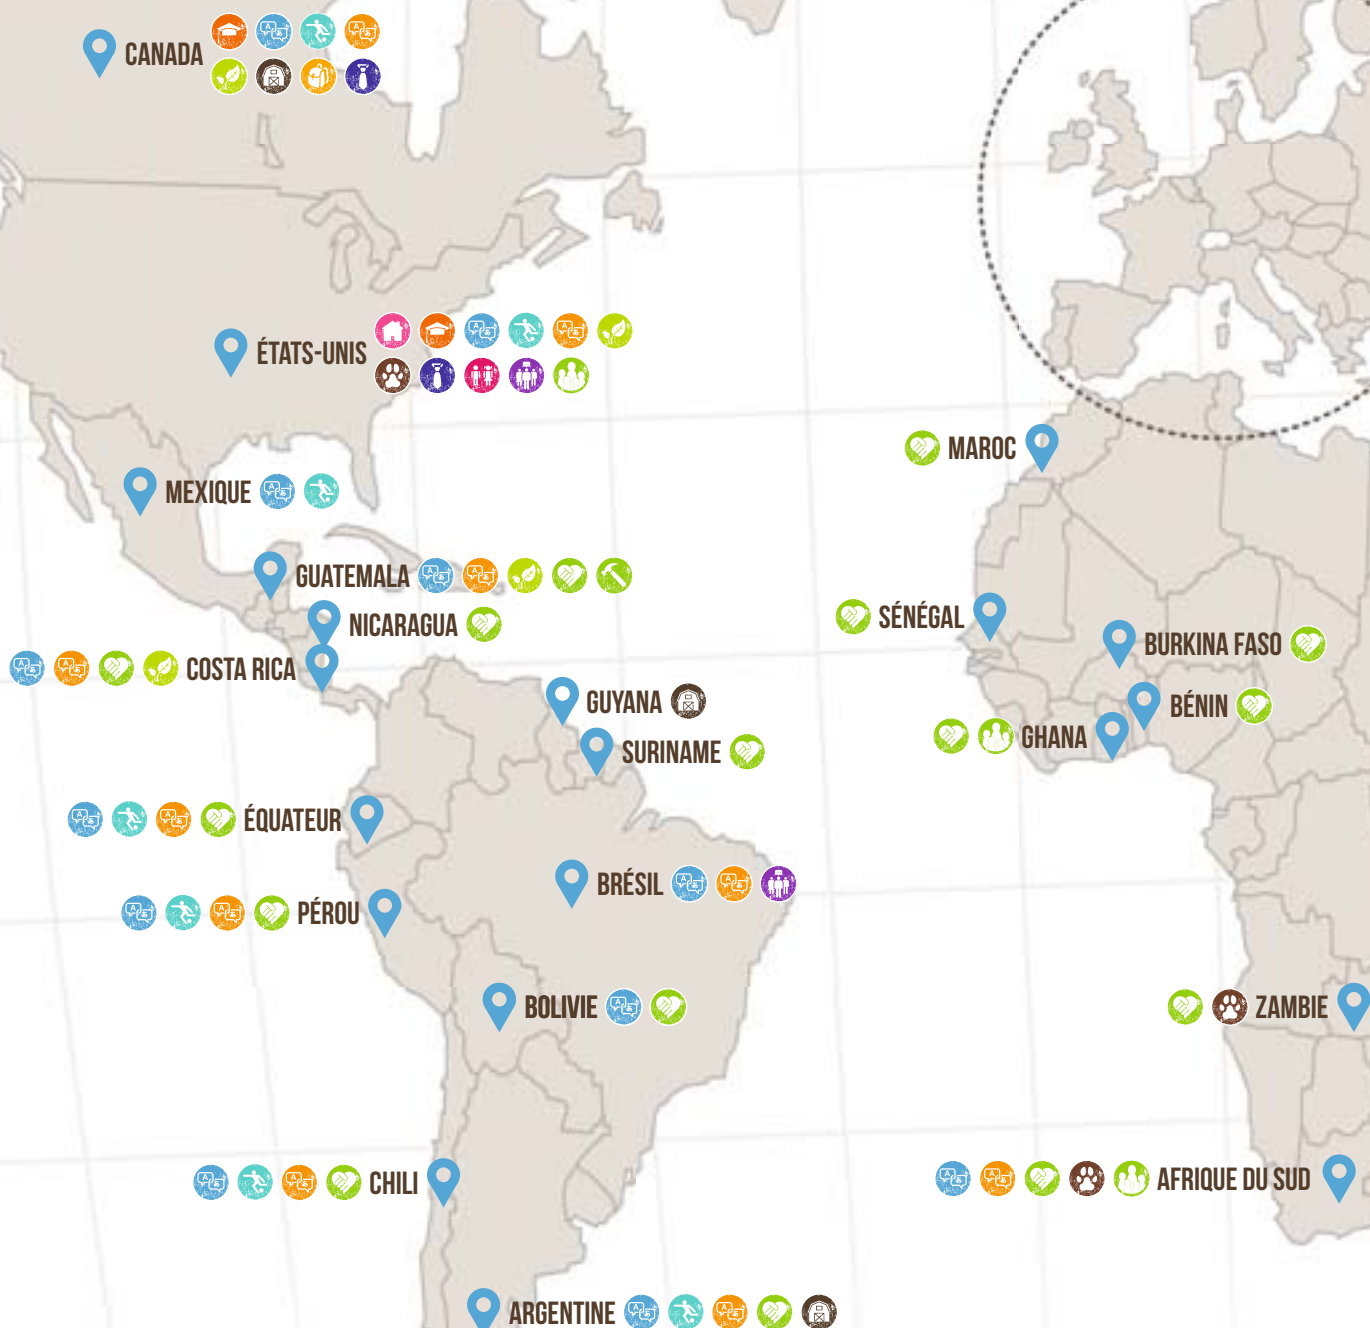 CANADA
ÉTATS-UNIS
MAROC
MEXIQUE
GUATEMALA
SÉNÉGAL
NICARAGUA
BURKINA FASO
COSTA RICA
GUYANA
BÉNIN
GHANA
SURINAME
ÉQUATEUR
BRÉSIL
PÉROU
BOLIVIE
ZAMBIE
CHILI
AFRIQUE DU SUD
ARGENTINE